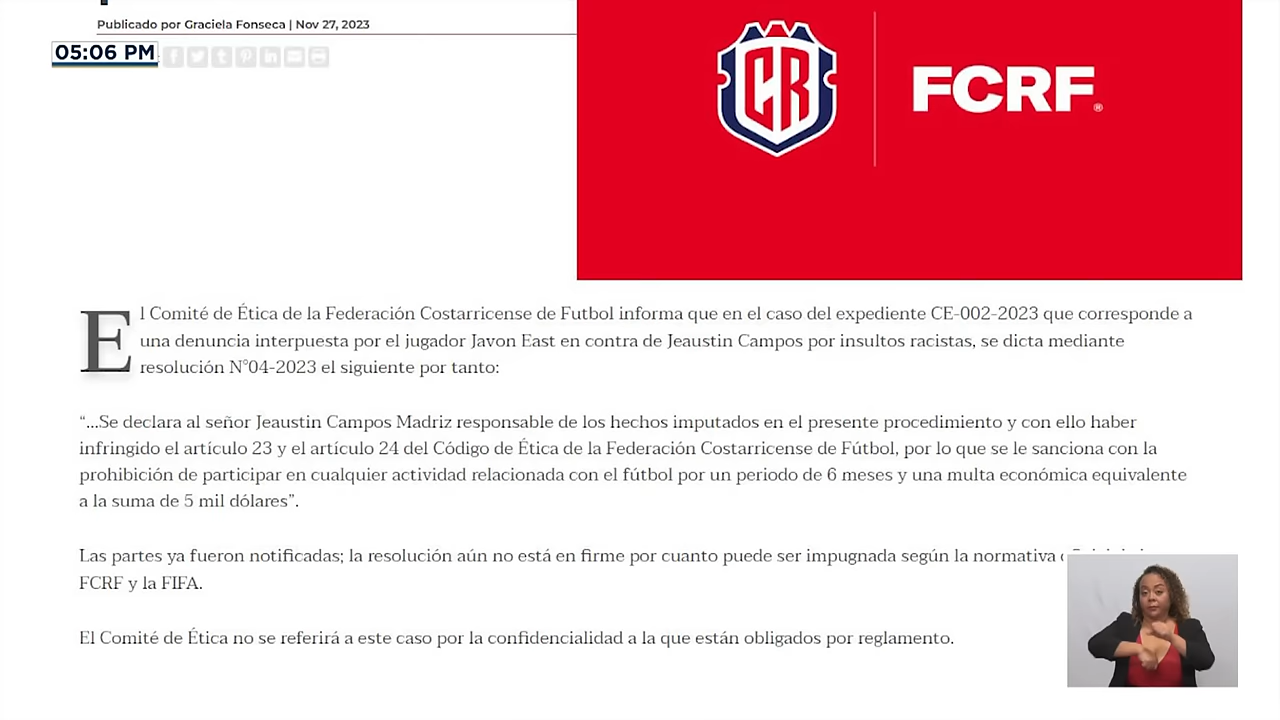 Publicado por Graciela Fonseca | Nov 27, 2023
05:06 PM
CR
FCRF®
El Comité de Ética de la Federación Costarricense de Futbol informa que en el caso del expediente CE-002-2023 que corresponde a
una denuncia interpuesta por el jugador Javon East en contra de Jeaustin Campos por insultos racistas, se dicta mediante
resolución N°04-2023 el siguiente por tanto:
“...Se declara al señor Jeaustin Campos Madriz responsable de los hechos imputados en el presente procedimiento y con ello haber
infringido el artículo 23 y el artículo 24 del Código de Ética de la Federación Costarricense de Fútbol, por lo que se le sanciona con la
prohibición de participar en cualquier actividad relacionada con el fútbol por un periodo de 6 meses y una multa económica equivalente
a la suma de 5 mil dólares”.
Las partes ya fueron notificadas; la resolución aún no está en firme por cuanto puede ser impugnada según la normativa
FCRF y la FIFA.
El Comité de Ética no se referirá a este caso por la confidencialidad a la que están obligados por reglamento.